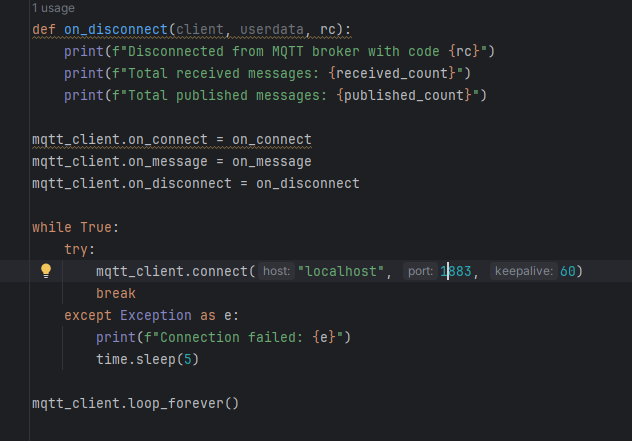 1 usage
def on_disconnect(client, userdata, rc):
    print(f"Disconnected from MQTT broker with code {rc}")
    print(f"Total received messages: {received_count}")
    print(f"Total published messages: {published_count}")
mqtt_client.on_connect = on_connect
mqtt_client.on_message = on_message
mqtt_client.on_disconnect = on_disconnect
while True:
    try:
        mqtt_client.connect( host: "localhost", port: 1883, keepalive: 60)
        break
    except Exception as e:
        print(f"Connection failed: {e}")
        time.sleep(5)
mqtt_client.loop_forever()